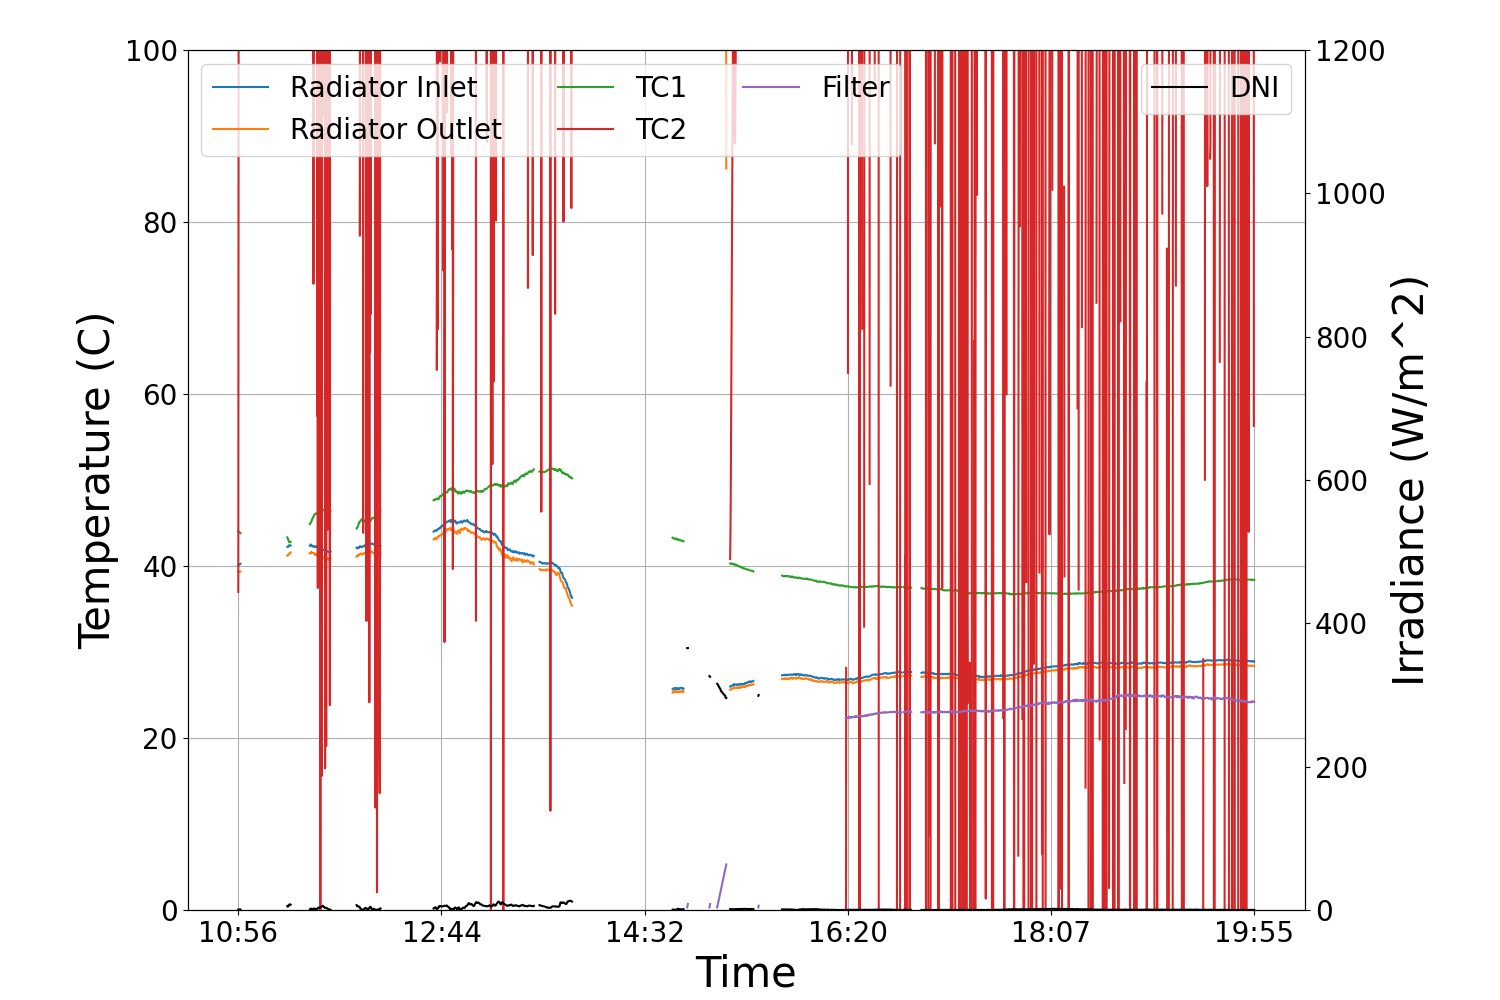 100
80
60
40
20
0
Temperature (C)
Radiator Inlet
Radiator Outlet
TC1
TC2
Filter
DNI
1200
1000
800
600
400
200
0
Irradiance (W/m^2)
10:56
12:44
14:32
16:20
18:07
19:55
Time